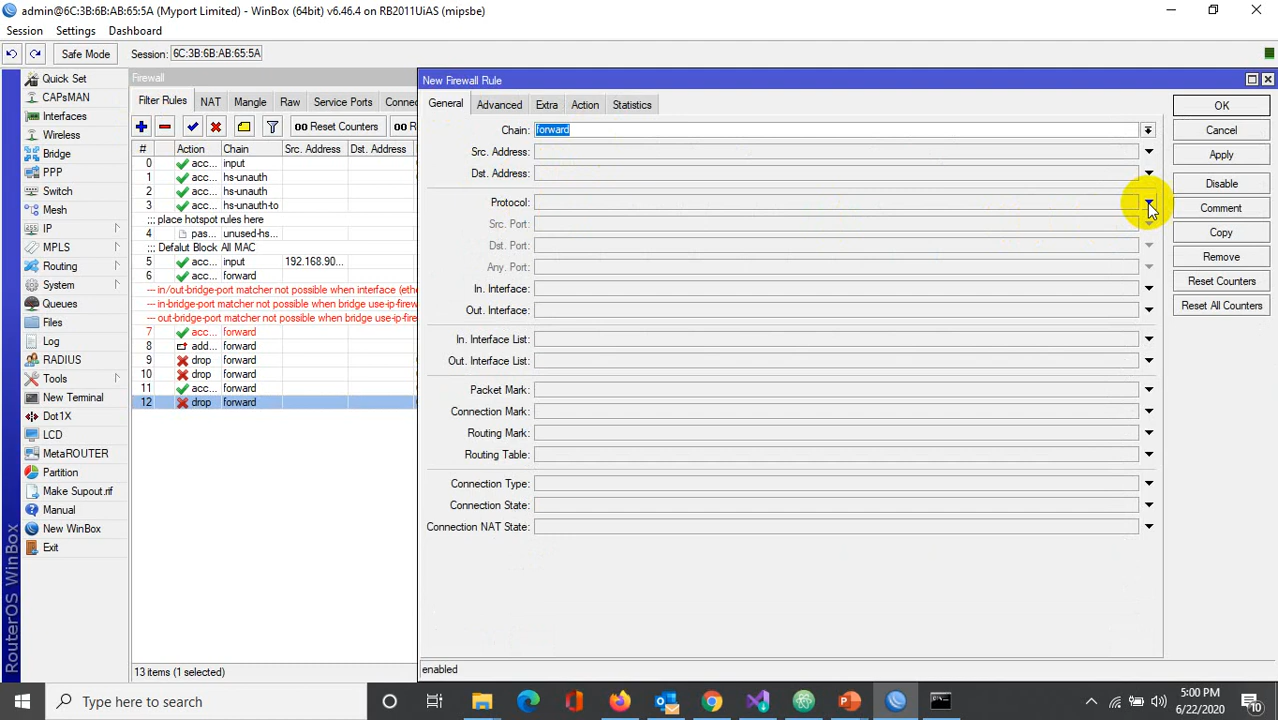 admin@6C:3B:6B:AB:65:5A (Myport Limited) - WinBox (64bit) v6.46.4 on RB2011UiAS (mipsbe)
Session Settings Dashboard
Safe Mode Session: 6C:3B:6B:AB:65:5A
Quick Set
CAPsMAN
Interfaces
Wireless
Bridge
PPP
Switch
Mesh
IP
MPLS
Routing
System
Queues
Files
Log
RADIUS
Tools
New Terminal
Dot1X
LCD
MetaROUTER
Partition
Make Supout.rif
Manual
New WinBox
Exit
RouterOS WinBox
Firewall
Filter Rules NAT Mangle Raw Service Ports Connec
00 Reset Counters 00 R
# Action Chain Src. Address Dst. Address
0 acc... input
1 acc... hs-unauth
2 acc... hs-unauth
3 acc... hs-unauth-to
;;; place hotspot rules here
4 pas... unused-hs...
;;; Defalut Block All MAC
5 acc... input 192.168.90...
6 acc... forward
--- in/out-bridge-port matcher not possible when interface (ethe
--- in-bridge-port matcher not possible when bridge use-ip-firew
--- out-bridge-port matcher not possible when bridge use-ip-fire
7 acc... forward
8 add... forward
9 drop forward
10 drop forward
11 acc... forward
12 drop forward
13 items (1 selected)
New Firewall Rule
General Advanced Extra Action Statistics
Chain: forward
Src. Address:
Dst. Address:
Protocol:
Src. Port:
Dst. Port:
Any. Port:
In. Interface:
Out. Interface:
In. Interface List:
Out. Interface List:
Packet Mark:
Connection Mark:
Routing Mark:
Routing Table:
Connection Type:
Connection State:
Connection NAT State:
enabled
OK
Cancel
Apply
Disable
Comment
Copy
Remove
Reset Counters
Reset All Counters
Type here to search
5:00 PM
6/22/2020
10